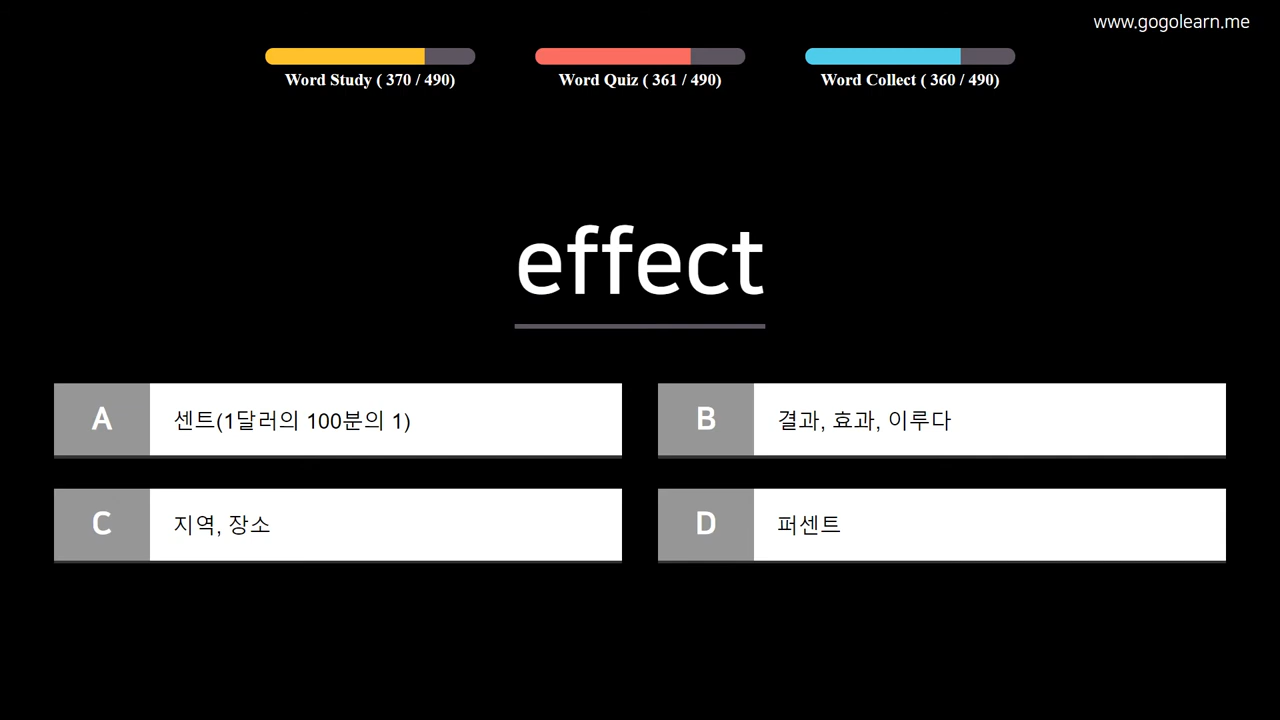 www.gogolearn.me
Word Study ( 370 / 490)
Word Quiz ( 361 / 490)
Word Collect ( 360 / 490)
effect
A
센트(1달러의 100분의 1)
B
결과, 효과, 이루다
C
지역, 장소
D
퍼센트